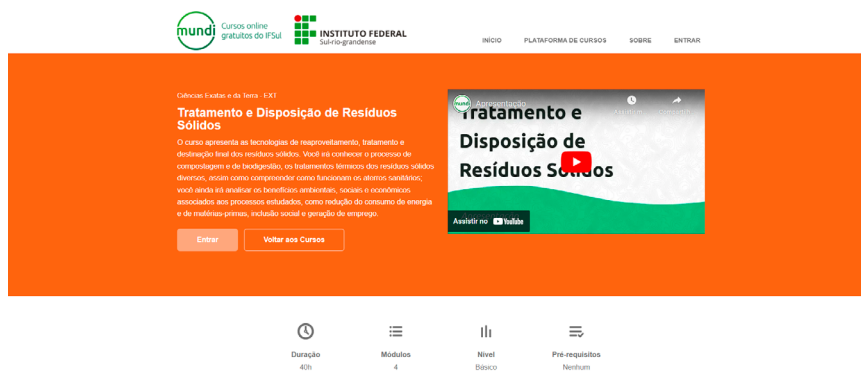 mundi
Cursos online
gratuitos do IFSul
INSTITUTO FEDERAL
Sul-rio-grandense
INÍCIO PLATAFORMA DE CURSOS SOBRE ENTRAR
Ciências Exatas e da Terra - EXT
Tratamento e Disposição de Resíduos
Sólidos
O curso apresenta as tecnologias de reaproveitamento, tratamento e
destinação final dos resíduos sólidos. Você irá conhecer o processo de
compostagem e de biodigestão, os tratamentos térmicos dos resíduos sólidos
diversos, assim como compreender como funcionam os aterros sanitários;
você ainda irá analisar os benefícios ambientais, sociais e econômicos
associados aos processos estudados, como redução do consumo de energia
e de matérias-primas, inclusão social e geração de emprego.
Entrar Voltar aos Cursos
mundi
Apresentação
Tratamento e
Disposição de
Resíduos Sólidos
Assistir no YouTube
Duração Módulos Nível Pré-requisitos
40h 4 Básico Nenhum